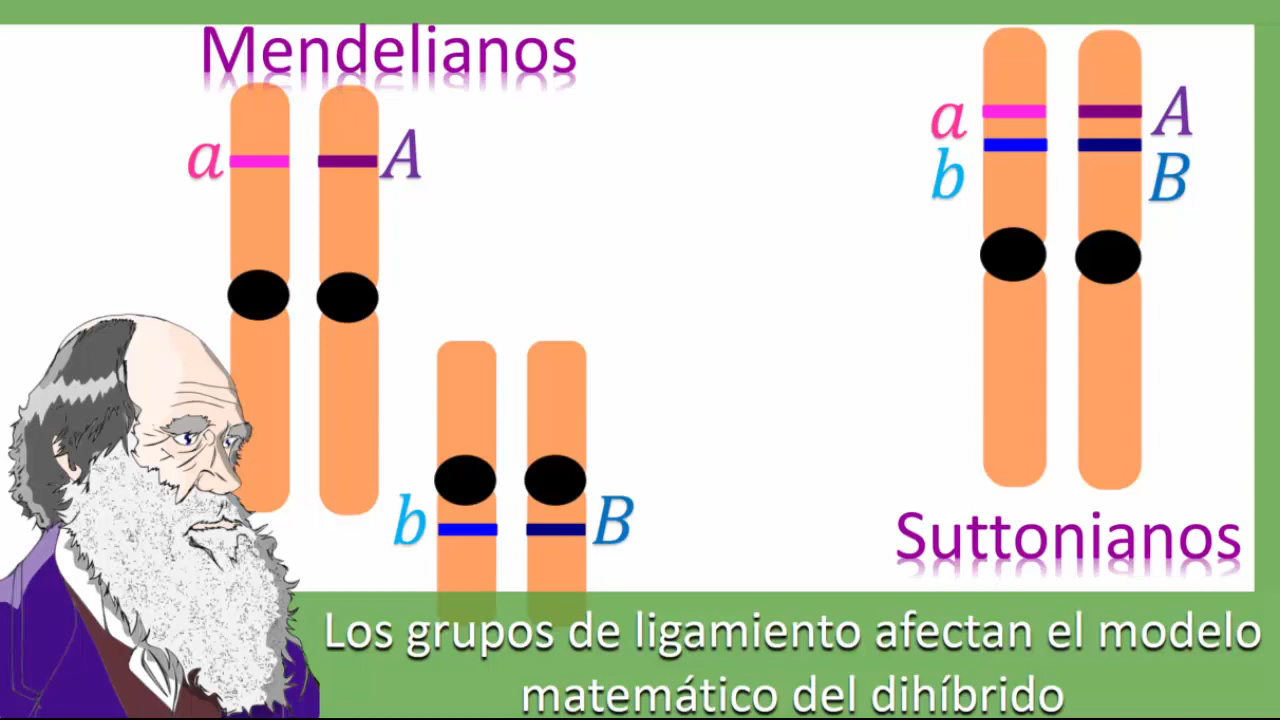 Mendelianos
a A
b B
a A
b B
Suttonianos
Los grupos de ligamiento afectan el modelo
matemático del dihíbrido